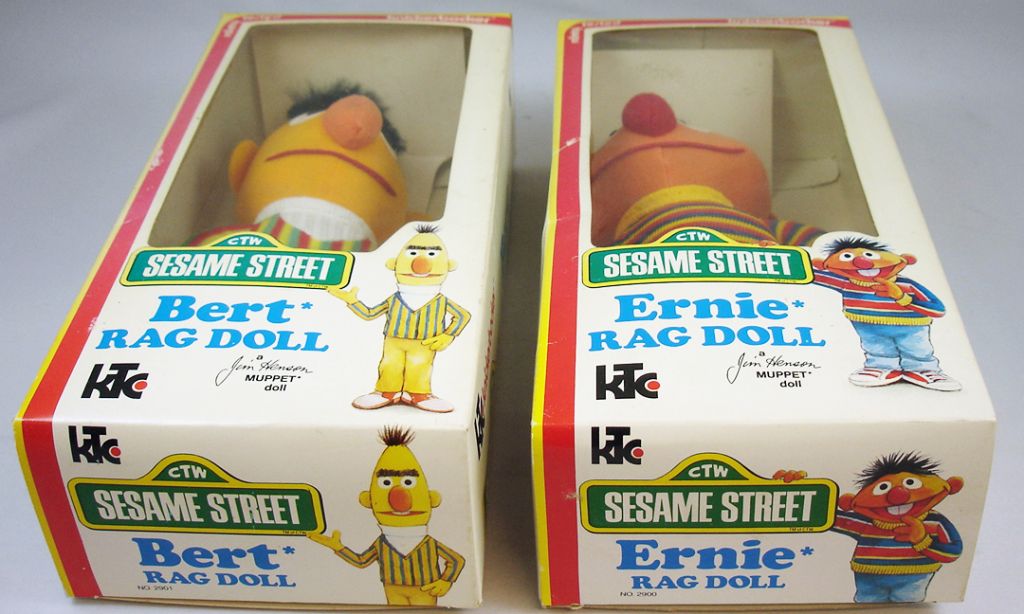 CTW
SESAME STREET
Bert*
RAG DOLL
KTC
a
Jim Henson
MUPPET*
doll
KTC
CTW
SESAME STREET
Bert*
RAG DOLL
NO. 2901
CTW
SESAME STREET
Ernie*
RAG DOLL
KTC
a
Jim Henson
MUPPET*
doll
KTC
CTW
SESAME STREET
Ernie*
RAG DOLL
NO. 2900